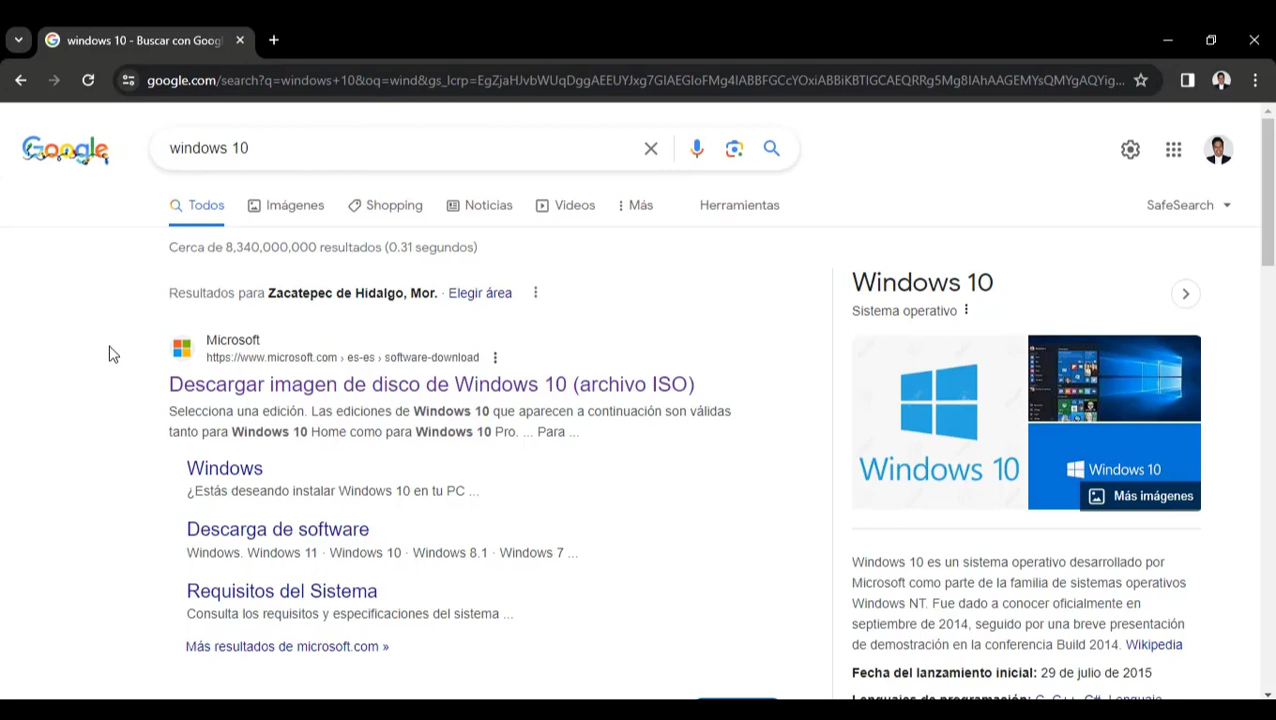 windows 10 - Buscar con Goog
google.com/search?q=windows+10&oq=wind&gs_lcrp=EgZjaHJvbWUqDggAEEUYJxg7GIAEGIoFMg4IABBFGCcYOxiABBiKBTIGCAEQRRg5Mg8IAhAAGEMYsQMYgAQYig...
Google
windows 10
Todos Imágenes Shopping Noticias Videos Más Herramientas SafeSearch
Cerca de 8,340,000,000 resultados (0.31 segundos)
Resultados para Zacatepec de Hidalgo, Mor. · Elegir área
Microsoft
https://www.microsoft.com › es-es › software-download
Descargar imagen de disco de Windows 10 (archivo ISO)
Selecciona una edición. Las ediciones de Windows 10 que aparecen a continuación son válidas
tanto para Windows 10 Home como para Windows 10 Pro. ... Para ...
Windows
¿Estás deseando instalar Windows 10 en tu PC ...
Descarga de software
Windows. Windows 11 · Windows 10 · Windows 8.1 · Windows 7 ...
Requisitos del Sistema
Consulta los requisitos y especificaciones del sistema ...
Más resultados de microsoft.com »
Windows 10
Sistema operativo
Windows 10
Windows 10
Más imágenes
Windows 10 es un sistema operativo desarrollado por
Microsoft como parte de la familia de sistemas operativos
Windows NT. Fue dado a conocer oficialmente en
septiembre de 2014, seguido por una breve presentación
de demostración en la conferencia Build 2014. Wikipedia
Fecha del lanzamiento inicial: 29 de julio de 2015
Lenguajes de programación: C, C++, C#, Lenguaje